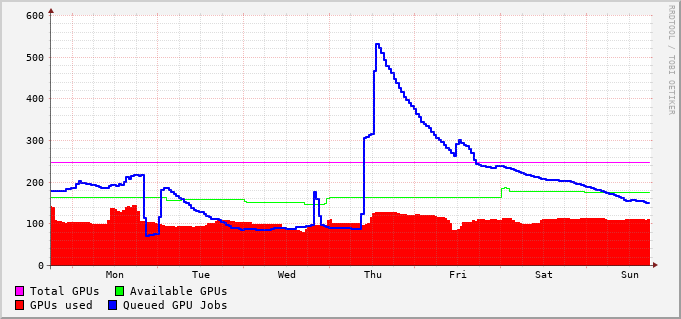 600
500
400
300
200
100
0
Mon Tue Wed Thu Fri Sat Sun
Total GPUs Available GPUs
GPUs used Queued GPU Jobs
RRDTOOL / TOBI OETIKER